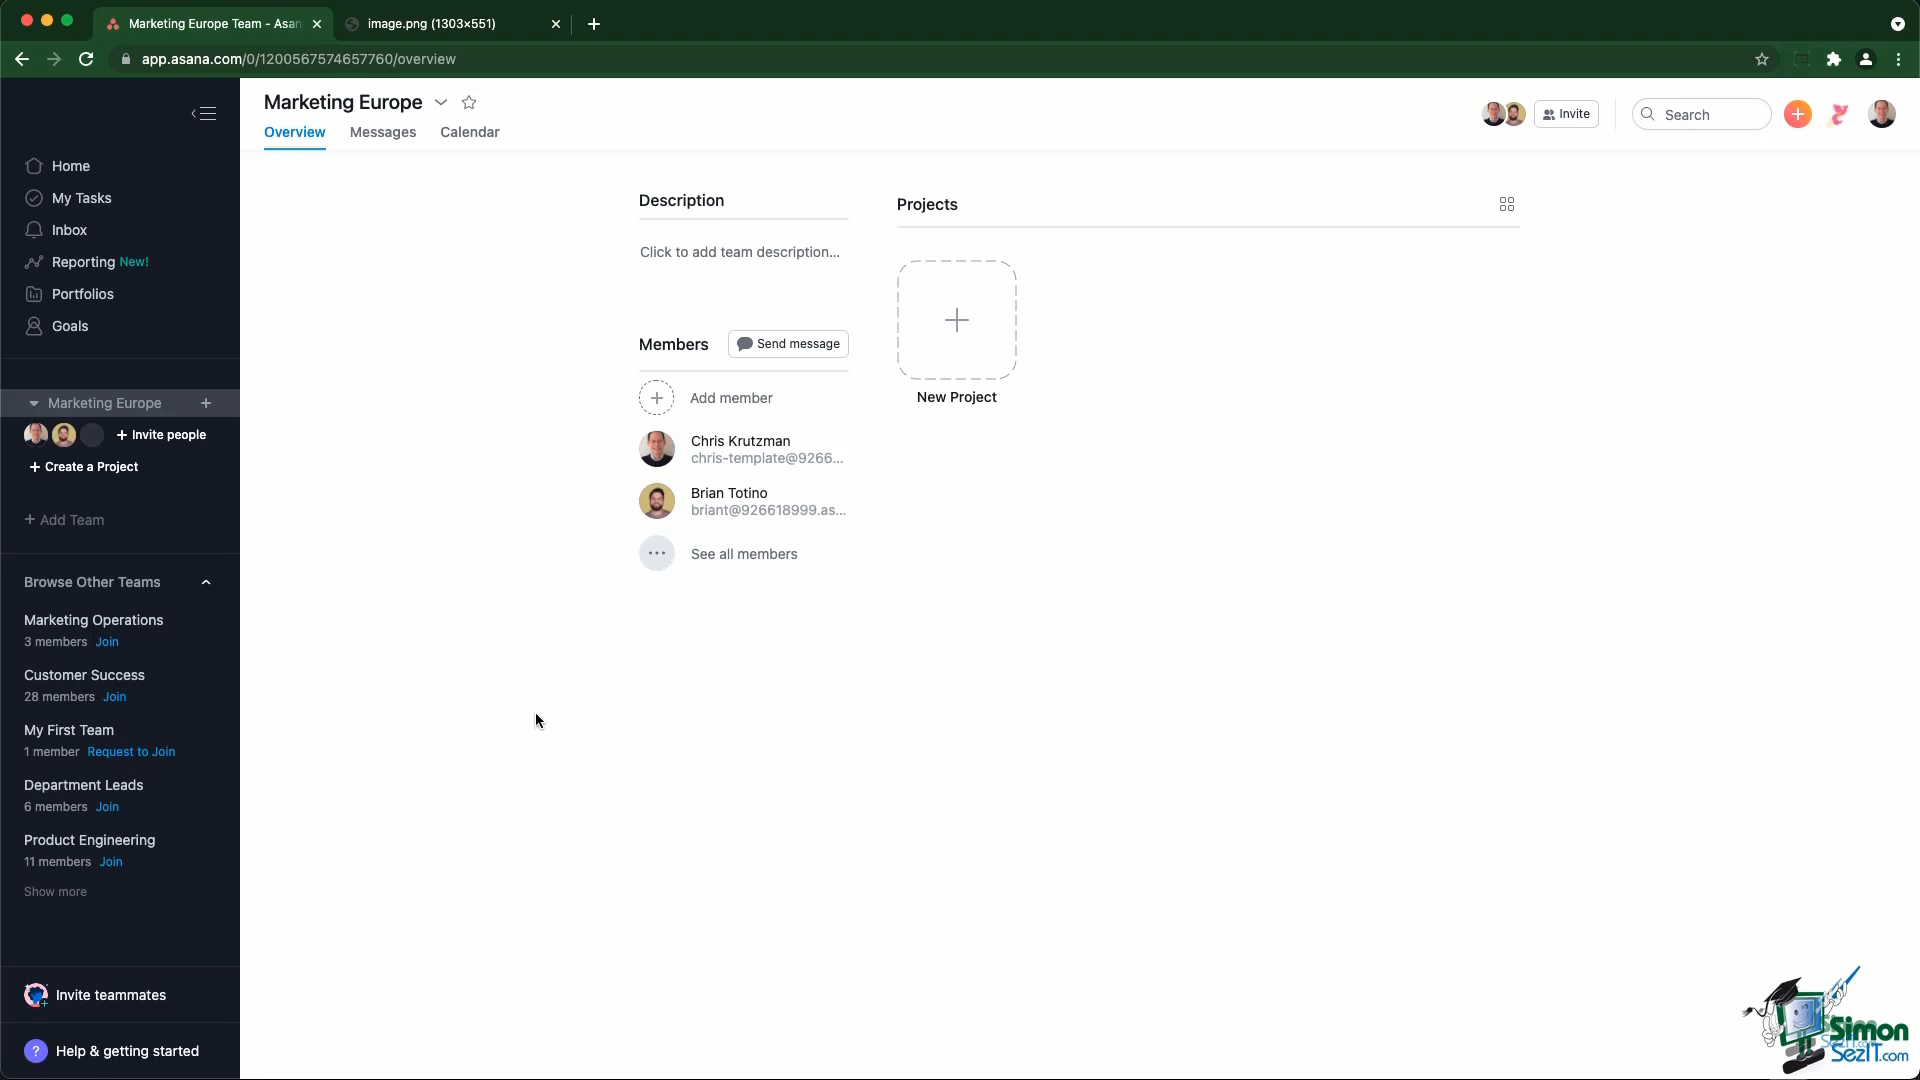 Marketing Europe Team - Asan
image.png (1303×551)
app.asana.com/0/1200567574657760/overview
Marketing Europe
Overview Messages Calendar
Invite
Search
Home
My Tasks
Inbox
Reporting New!
Portfolios
Goals
Marketing Europe
Invite people
Create a Project
Add Team
Browse Other Teams
Marketing Operations
3 members Join
Customer Success
28 members Join
My First Team
1 member Request to Join
Department Leads
6 members Join
Product Engineering
11 members Join
Show more
Invite teammates
? Help & getting started
Description
Click to add team description...
Members Send message
Add member
Chris Krutzman
chris-template@9266...
Brian Totino
briant@926618999.as...
See all members
Projects
New Project
Simon
SezIT.com